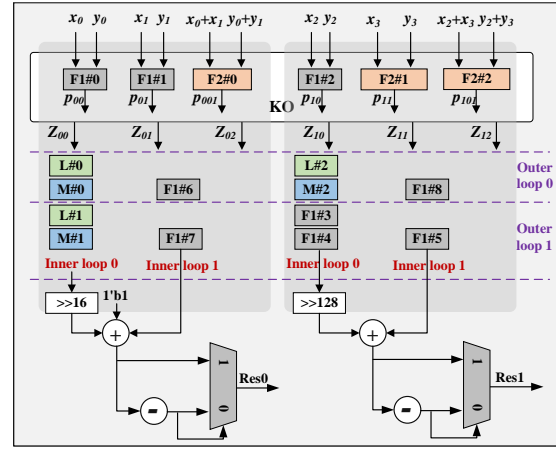 x0 y0 x1 y1 x0+x1 y0+y1 x2 y2 x3 y3 x2+x3 y2+y3
F1#0 F1#1 F2#0 F1#2 F2#1 F2#2
p00 p01 p001 KO p10 p11 p101
Z00 Z01 Z02 Z10 Z11 Z12
L#0 L#2 Outer
M#0 F1#6 M#2 F1#8 loop 0
L#1 F1#3 Outer
M#1 F1#7 F1#4 F1#5 loop 1
Inner loop 0 Inner loop 1 Inner loop 0 Inner loop 1
>>16 1'b1 >>128
+ +
1 Res0 1 Res1
- 0 - 0